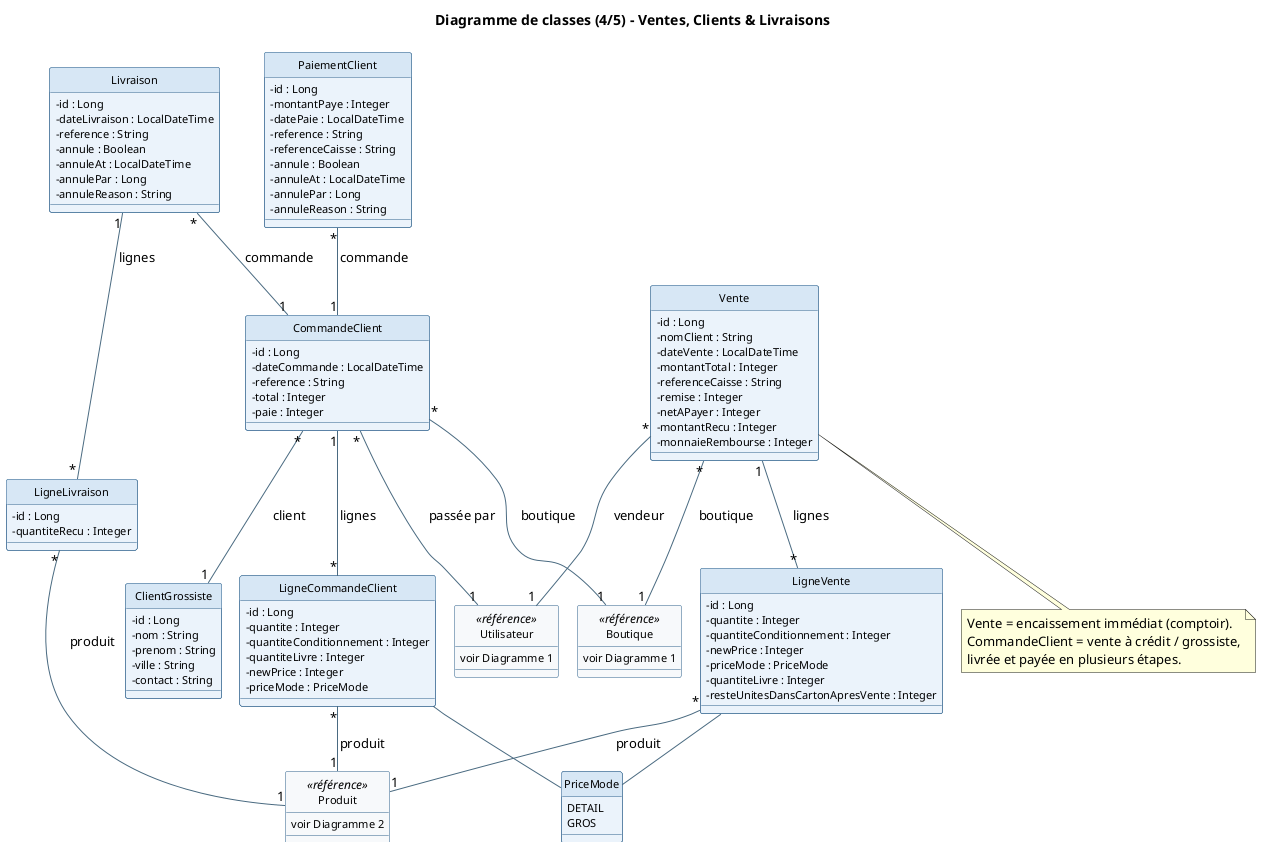 Diagramme de classes (4/5) - Ventes, Clients & Livraisons
Livraison
-id : Long
-dateLivraison : LocalDateTime
-reference : String
-annule : Boolean
-annuleAt : LocalDateTime
-annulePar : Long
-annuleReason : String
PaiementClient
-id : Long
-montantPaye : Integer
-datePaie : LocalDateTime
-reference : String
-referenceCaisse : String
-annule : Boolean
-annuleAt : LocalDateTime
-annulePar : Long
-annuleReason : String
1
*
*
lignes
commande
commande
1
1
CommandeClient
-id : Long
-dateCommande : LocalDateTime
-reference : String
-total : Integer
-paie : Integer
Vente
-id : Long
-nomClient : String
-dateVente : LocalDateTime
-montantTotal : Integer
-referenceCaisse : String
-remise : Integer
-netAPayer : Integer
-montantRecu : Integer
-monnaieRembourse : Integer
*
*
*
1
*
*
1
*
LigneLivraison
-id : Long
-quantiteRecu : Integer
client
lignes
passée par
boutique
vendeur
boutique
lignes
*
1
*
1
1
1
1
*
ClientGrossiste
-id : Long
-nom : String
-prenom : String
-ville : String
-contact : String
LigneCommandeClient
-id : Long
-quantite : Integer
-quantiteConditionnement : Integer
-quantiteLivre : Integer
-newPrice : Integer
-priceMode : PriceMode
«référence»
Utilisateur
voir Diagramme 1
«référence»
Boutique
voir Diagramme 1
LigneVente
-id : Long
-quantite : Integer
-quantiteConditionnement : Integer
-newPrice : Integer
-priceMode : PriceMode
-quantiteLivre : Integer
-resteUnitesDansCartonApresVente : Integer
Vente = encaissement immédiat (comptoir).
CommandeClient = vente à crédit / grossiste,
livrée et payée en plusieurs étapes.
produit
*
*
produit
produit
1
1
1
«référence»
Produit
voir Diagramme 2
PriceMode
DETAIL
GROS